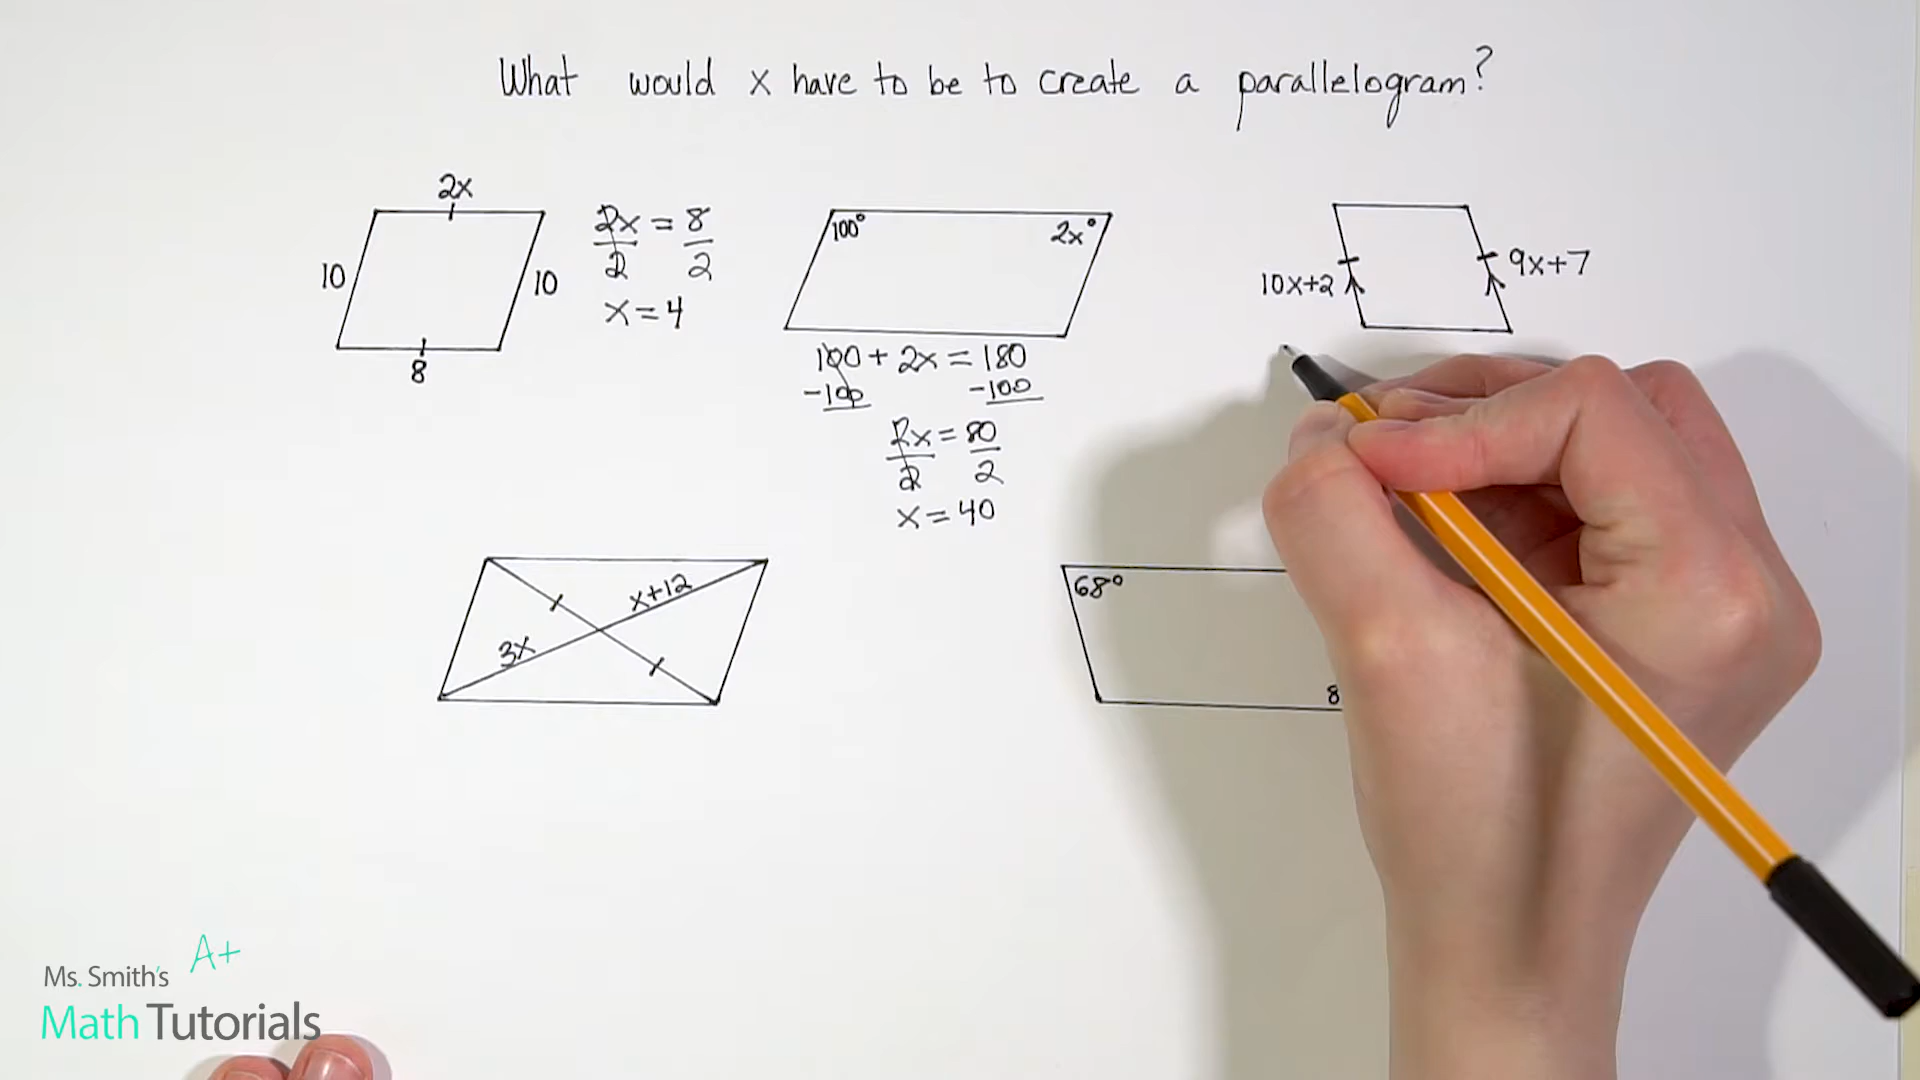 What would x have to be to create a parallelogram?
2x
10
10
8
2x = 8
2 2
x = 4
100°
2x°
100 + 2x = 180
-100 -100
2x = 80
2 2
x = 40
10x+2
9x+7
3x
x+12
68°
8
A+
Ms. Smith's
Math Tutorials